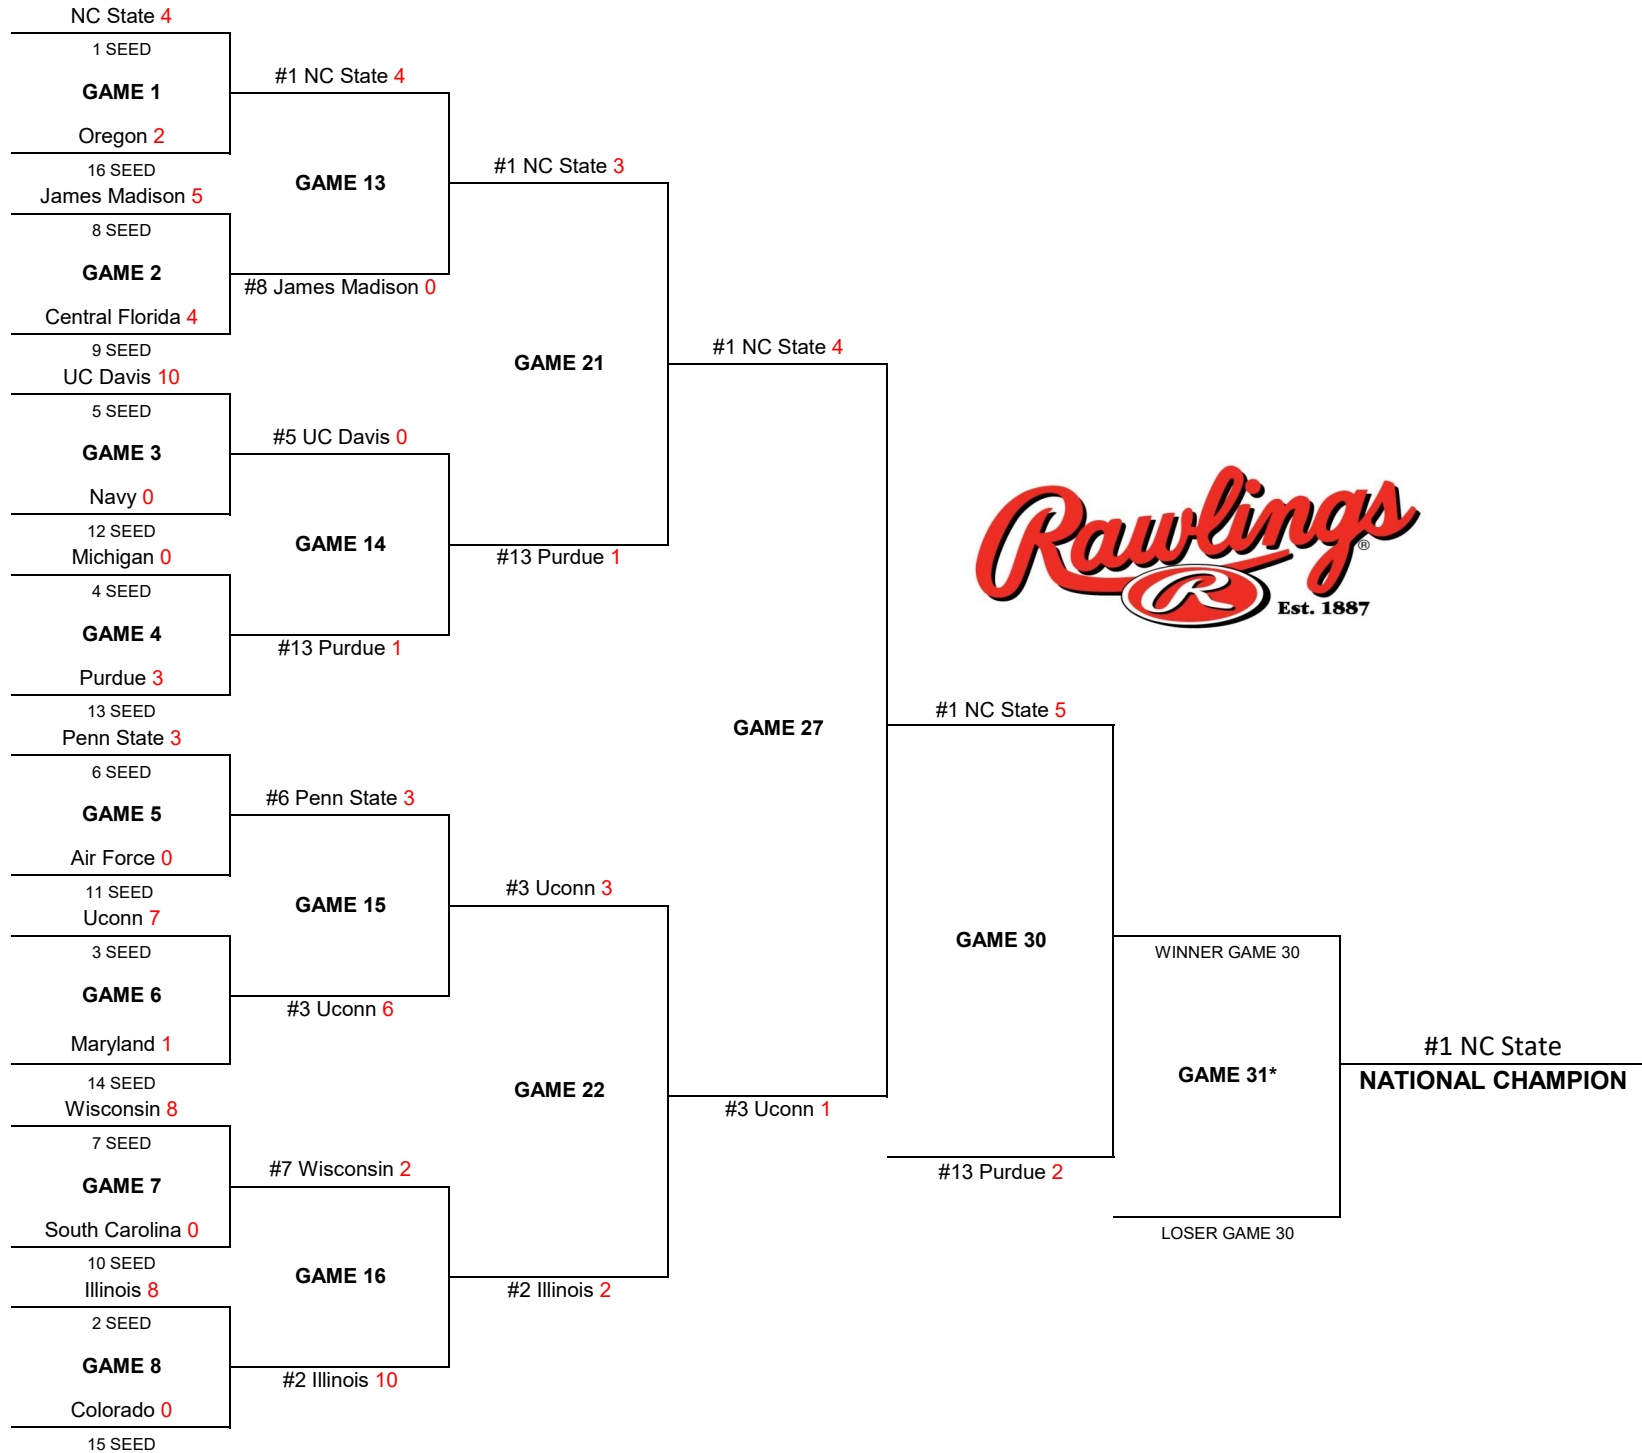 NC State 4
1 SEED
GAME 1
Oregon 2
16 SEED
James Madison 5
8 SEED
GAME 2
Central Florida 4
9 SEED
UC Davis 10
5 SEED
GAME 3
Navy 0
12 SEED
Michigan 0
4 SEED
GAME 4
Purdue 3
13 SEED
Penn State 3
6 SEED
GAME 5
Air Force 0
11 SEED
Uconn 7
3 SEED
GAME 6
Maryland 1
14 SEED
Wisconsin 8
7 SEED
GAME 7
South Carolina 0
10 SEED
Illinois 8
2 SEED
GAME 8
Colorado 0
15 SEED
#1 NC State 4
GAME 13
#8 James Madison 0
#5 UC Davis 0
GAME 14
#13 Purdue 1
#6 Penn State 3
GAME 15
#3 Uconn 6
#7 Wisconsin 2
GAME 16
#2 Illinois 10
#1 NC State 3
GAME 21
#13 Purdue 1
#3 Uconn 3
GAME 22
#2 Illinois 2
#1 NC State 4
GAME 27
#3 Uconn 1
#1 NC State 5
GAME 30
#13 Purdue 2
WINNER GAME 30
GAME 31*
LOSER GAME 30
#1 NC State
NATIONAL CHAMPION
Rawlings
®
R
Est. 1887